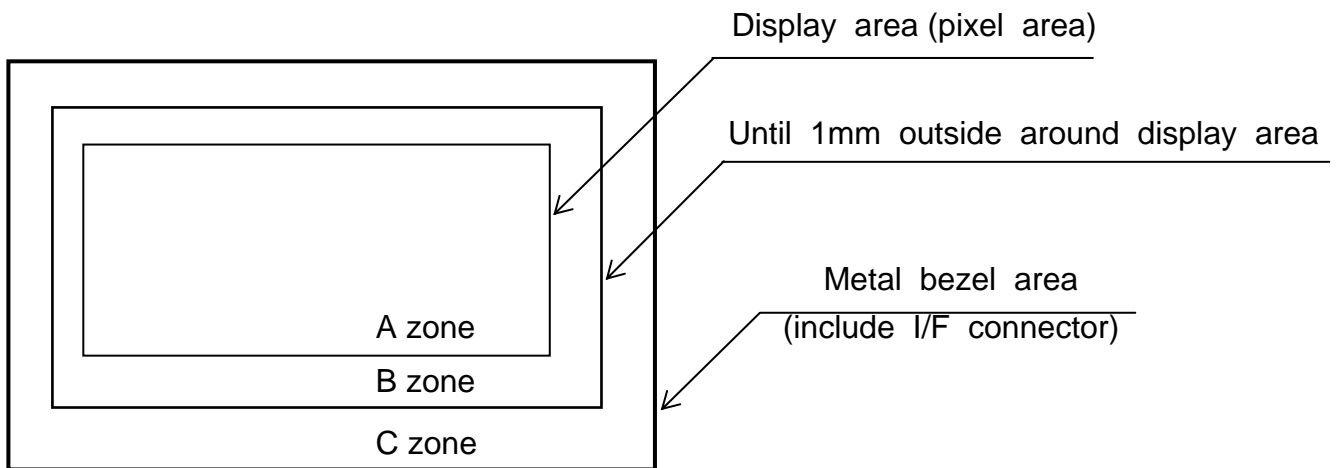 Display area (pixel area)
Until 1mm outside around display area
Metal bezel area
(include I/F connector)
A zone
B zone
C zone